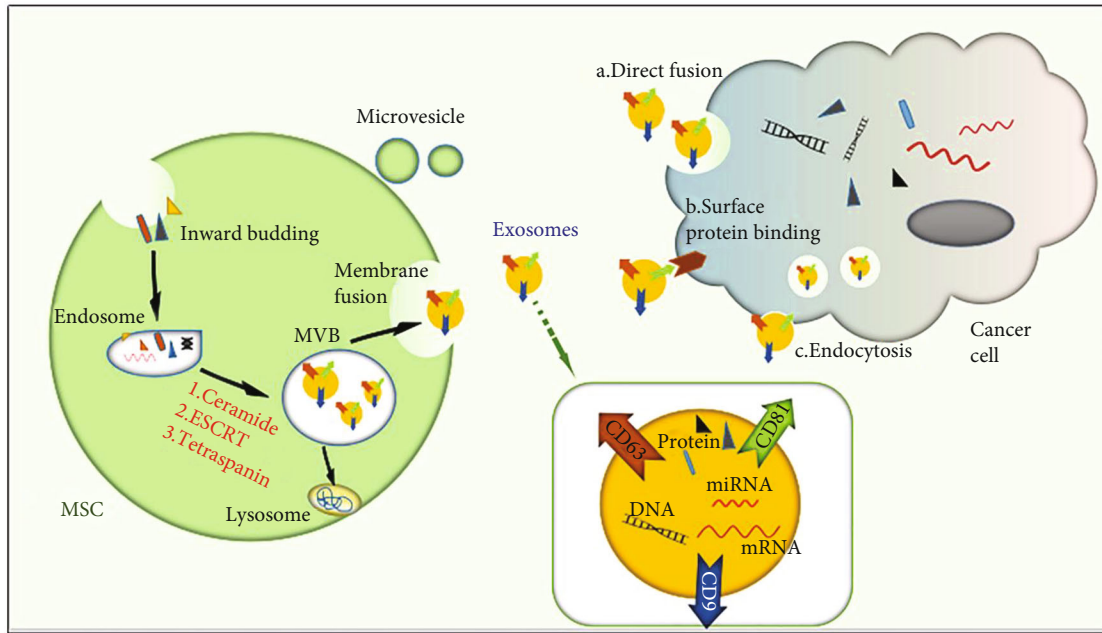 a.Direct fusion
Microvesicle
Inward budding
b.Surface
protein binding
Exosomes
Membrane
fusion
Endosome
MVB
Cancer
cell
c.Endocytosis
1.Ceramide
2.ESCRT
3.Tetraspanin
MSC
Lysosome
CD63
Protein
CD81
miRNA
DNA
mRNA
CD9